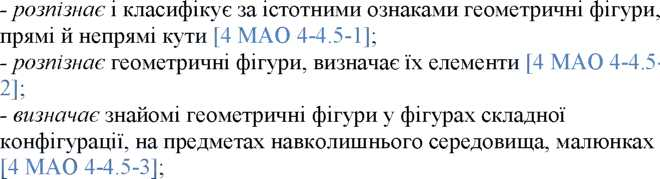 - розпізнає і класифікує за істотними ознаками геометричні фігури,
прямі й непрямі кути [4 МАО 4-4.5-1];
- розпізнає геометричні фігури, визначає їх елементи [4 МАО 4-4.5-
2];
- визначає знайомі геометричні фігури у фігурах складної
конфігурації, на предметах навколишнього середовища, малюнках
[4 МАО 4-4.5-3];